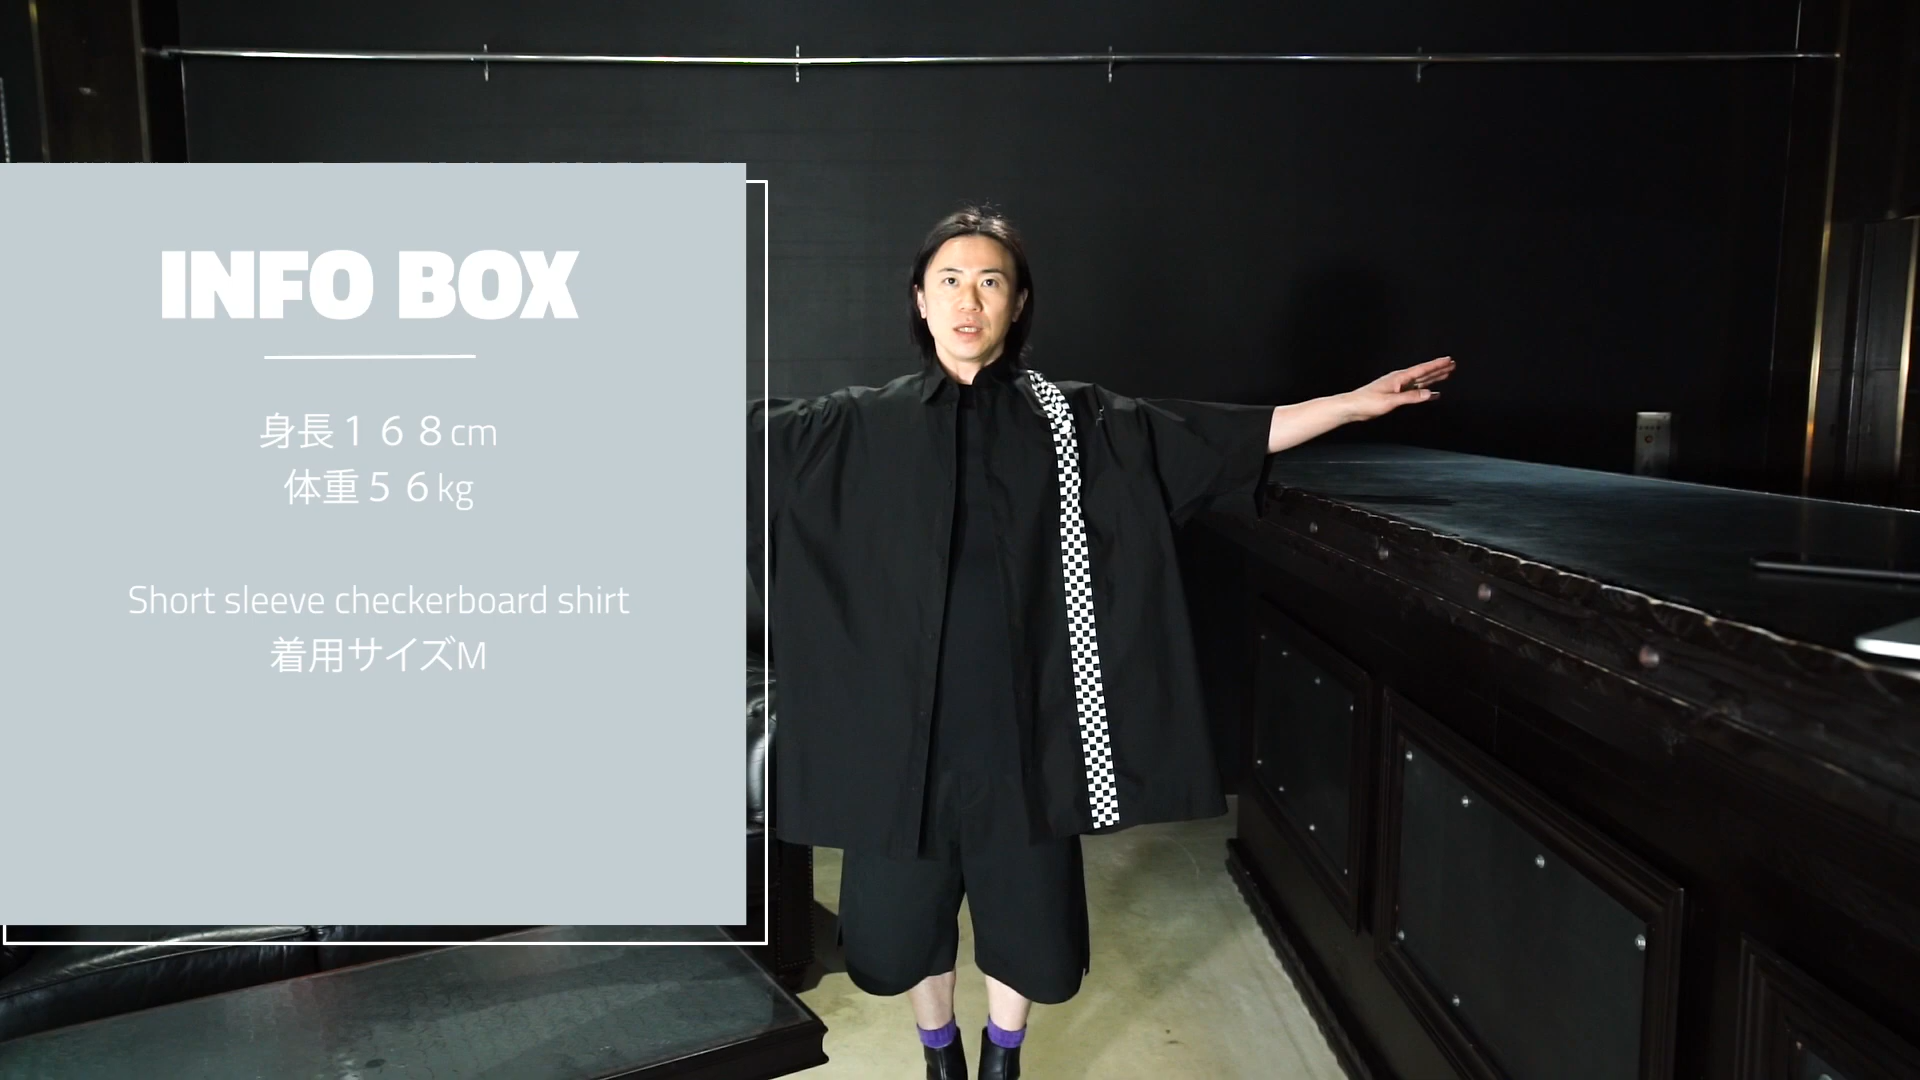 INFO BOX
身長１６８cm
体重５６kg
Short sleeve checkerboard shirt
着用サイズM